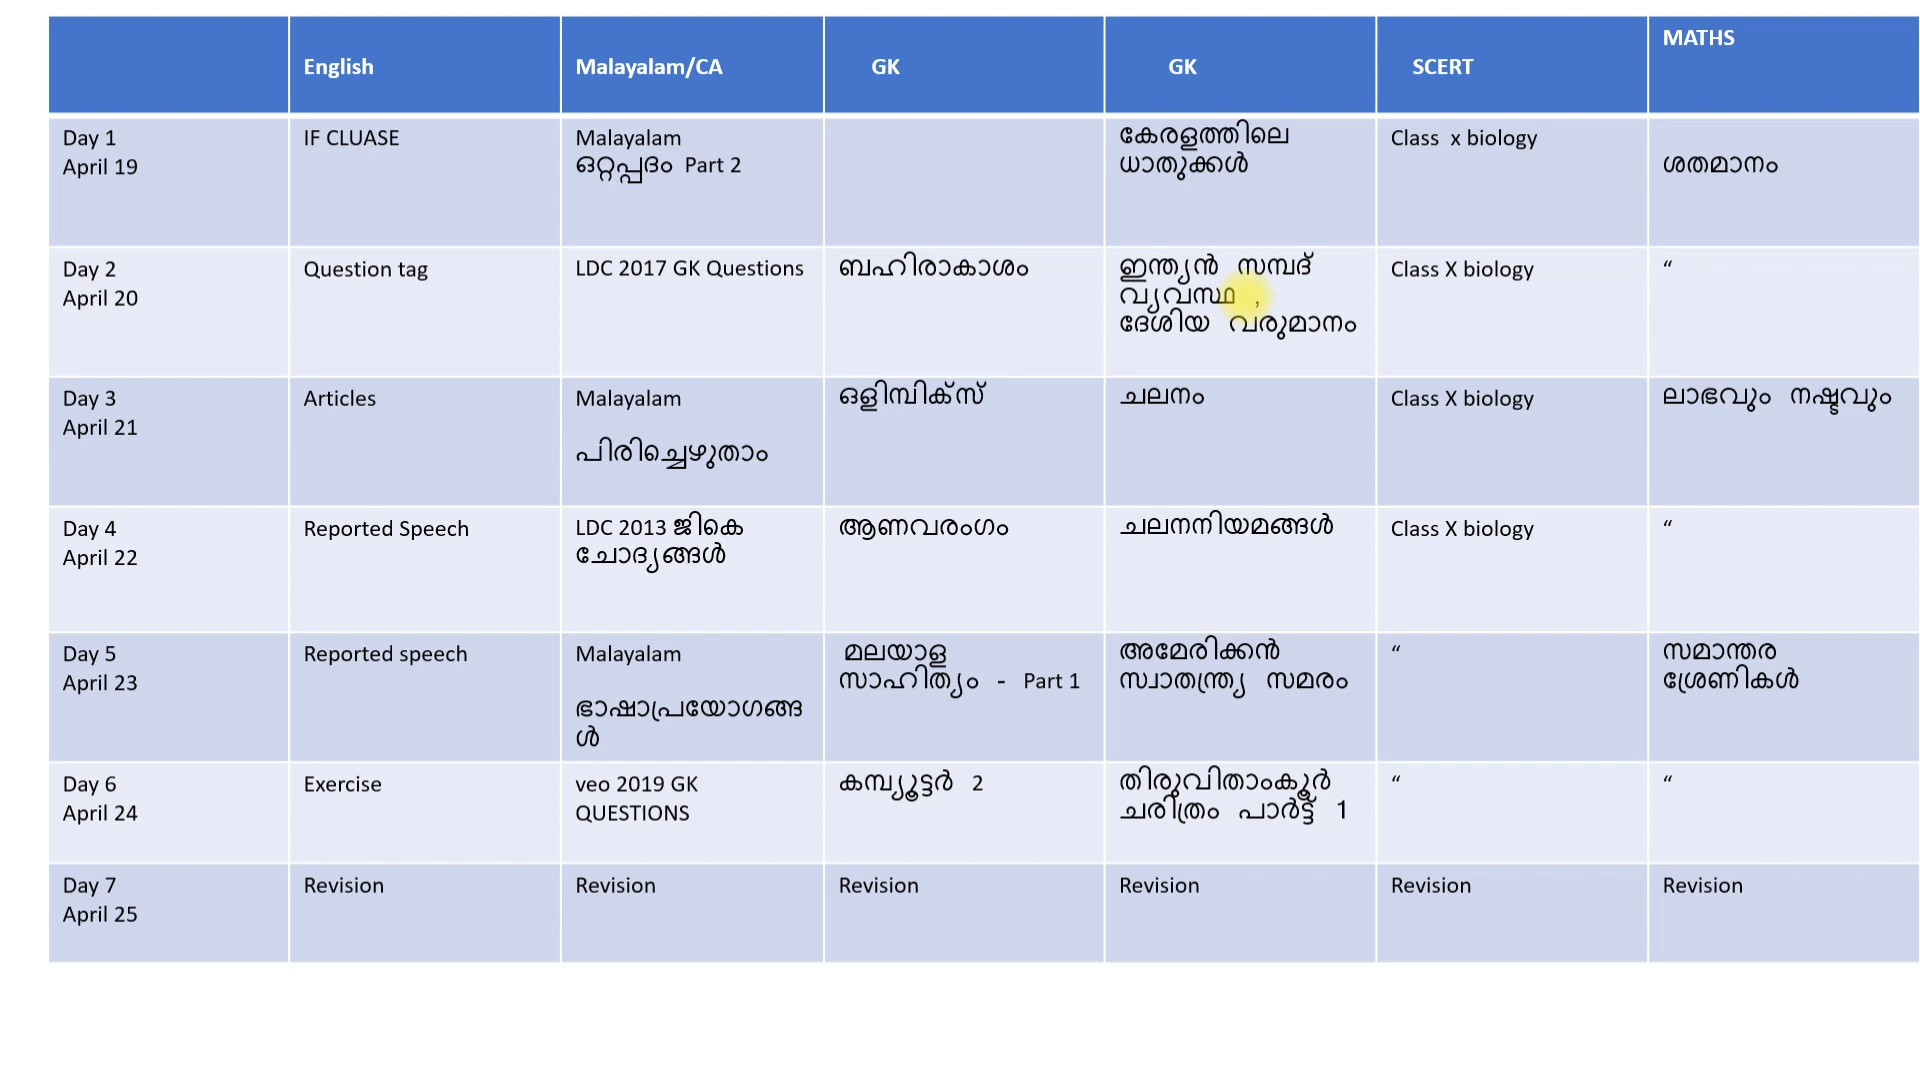 English
Malayalam/CA
GK
GK
SCERT
MATHS
Day 1
April 19
IF CLUASE
Malayalam
ഒറ്റപ്പദം Part 2
കേരളത്തിലെ
ധാതുക്കൾ
Class x biology
ശതമാനം
Day 2
April 20
Question tag
LDC 2017 GK Questions
ബഹിരാകാശം
ഇന്ത്യൻ സമ്പദ്
വ്യവസ്ഥ ,
ദേശിയ വരുമാനം
Class X biology
“
Day 3
April 21
Articles
Malayalam
പിരിച്ചെഴുതാം
ഒളിമ്പിക്സ്
ചലനം
Class X biology
ലാഭവും നഷ്ടവും
Day 4
April 22
Reported Speech
LDC 2013 ജികെ
ചോദ്യങ്ങൾ
ആണവരംഗം
ചലനനിയമങ്ങൾ
Class X biology
“
Day 5
April 23
Reported speech
Malayalam
ഭാഷാപ്രയോഗങ്ങ
ൾ
മലയാള
സാഹിത്യം - Part 1
അമേരിക്കൻ
സ്വാതന്ത്ര്യ സമരം
“
സമാന്തര
ശ്രേണികൾ
Day 6
April 24
Exercise
veo 2019 GK
QUESTIONS
കമ്പ്യൂട്ടർ 2
തിരുവിതാംകൂർ
ചരിത്രം പാർട്ട് 1
“
“
Day 7
April 25
Revision
Revision
Revision
Revision
Revision
Revision